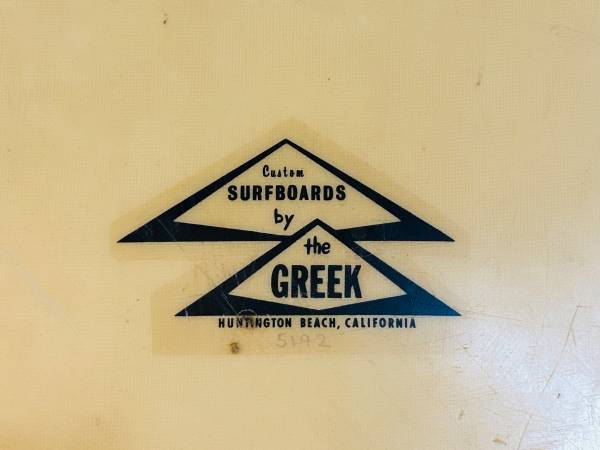 Custom
SURFBOARDS
by
the
GREEK
HUNTINGTON BEACH, CALIFORNIA
5192